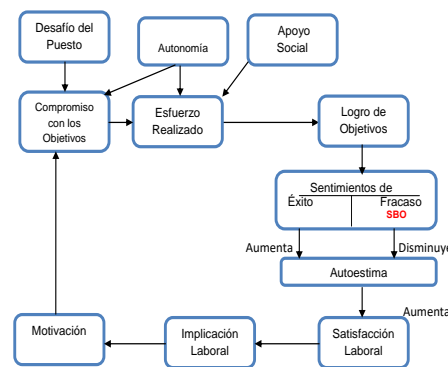 Desafío del
Puesto
Autonomía
Apoyo
Social
Compromiso
con los
Objetivos
Esfuerzo
Realizado
Logro de
Objetivos
Sentimientos de
Éxito Fracaso
SBO
Aumenta Disminuye
Autoestima
Aumenta
Motivación
Implicación
Laboral
Satisfacción
Laboral